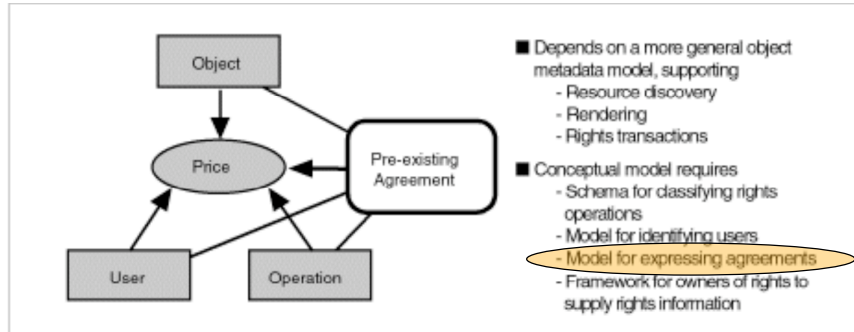 Object
Price
Pre-existing
Agreement
User
Operation
■ Depends on a more general object
metadata model, supporting
- Resource discovery
- Rendering
- Rights transactions
■ Conceptual model requires
- Schema for classifying rights
operations
- Model for identifying users
- Model for expressing agreements
- Framework for owners of rights to
supply rights information